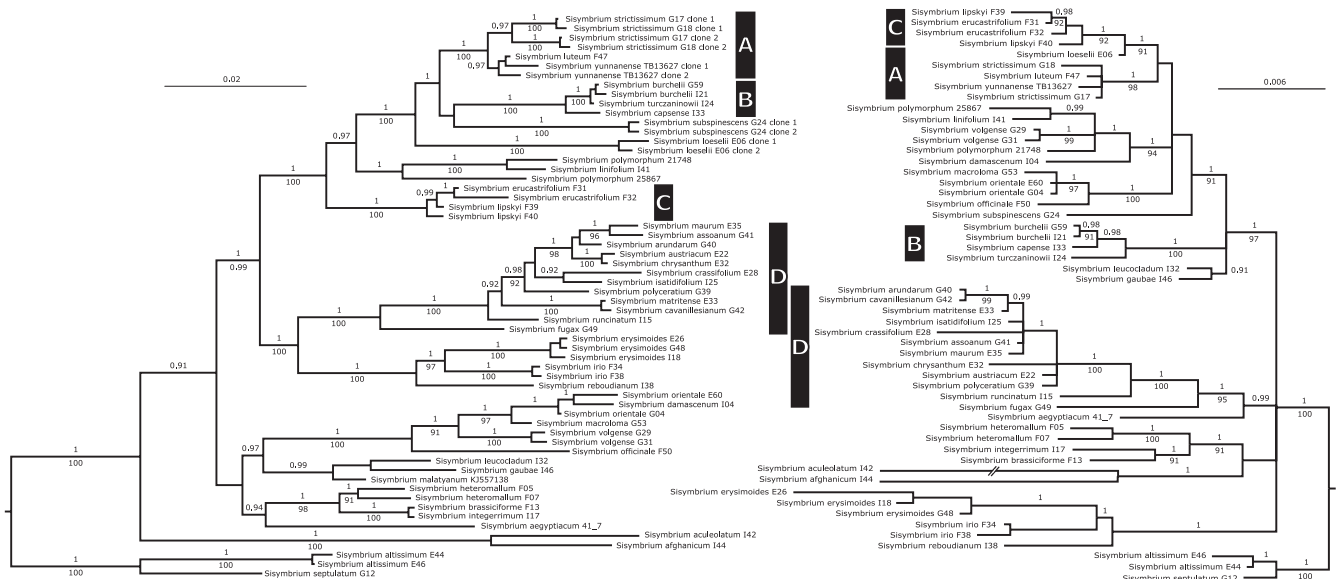 Sisymbrium strictissimum G17 clone 1
Sisymbrium strictissimum G18 clone 1
Sisymbrium strictissimum G17 clone 2
Sisymbrium strictissimum G18 clone 2
Sisymbrium luteum F47
Sisymbrium yunnanense TB13627 clone 1
Sisymbrium yunnanense TB13627 clone 2
Sisymbrium burchelii G59
Sisymbrium burchelii I21
Sisymbrium turczaninowii I24
Sisymbrium capense I33
Sisymbrium subspinescens G24 clone 1
Sisymbrium subspinescens G24 clone 2
Sisymbrium loeselii E06 clone 1
Sisymbrium loeselii E06 clone 2
Sisymbrium polymorphum 21748
Sisymbrium linifolium I41
Sisymbrium polymorphum 25867
Sisymbrium erucastrifolium F31
Sisymbrium erucastrifolium F32
Sisymbrium lipskyi F39
Sisymbrium lipskyi F40
Sisymbrium maurum E35
Sisymbrium assoanum G41
Sisymbrium arundarum G40
Sisymbrium austriacum E22
Sisymbrium chrysanthum E32
Sisymbrium crassifolium E28
Sisymbrium isatidifolium I25
Sisymbrium polyceratium G39
Sisymbrium matritense E33
Sisymbrium cavanillesianum G42
Sisymbrium runcinatum I15
Sisymbrium fugax G49
Sisymbrium erysimoides E26
Sisymbrium erysimoides G48
Sisymbrium erysimoides I18
Sisymbrium irio F34
Sisymbrium irio F38
Sisymbrium reboudianum I38
Sisymbrium orientale E60
Sisymbrium damascenum I04
Sisymbrium orientale G04
Sisymbrium macroloma G53
Sisymbrium volgense G29
Sisymbrium volgense G31
Sisymbrium officinale F50
Sisymbrium leucocladum I32
Sisymbrium gaubae I46
Sisymbrium malatyanum KJ557138
Sisymbrium heteromallum F05
Sisymbrium heteromallum F07
Sisymbrium brassiciforme F13
Sisymbrium integerrimum I17
Sisymbrium aegyptiacum 41_7
Sisymbrium aculeolatum I42
Sisymbrium afghanicum I44
Sisymbrium altissimum E44
Sisymbrium altissimum E46
Sisymbrium septulatum G12
0.02
A
B
C
D
Sisymbrium lipskyi F39
Sisymbrium erucastrifolium F31
Sisymbrium erucastrifolium F32
Sisymbrium lipskyi F40
Sisymbrium loeselii E06
Sisymbrium strictissimum G18
Sisymbrium luteum F47
Sisymbrium yunnanense TB13627
Sisymbrium strictissimum G17
Sisymbrium polymorphum 25867
Sisymbrium linifolium I41
Sisymbrium volgense G29
Sisymbrium volgense G31
Sisymbrium polymorphum 21748
Sisymbrium damascenum I04
Sisymbrium macroloma G53
Sisymbrium orientale E60
Sisymbrium orientale G04
Sisymbrium officinale F50
Sisymbrium subspinescens G24
Sisymbrium burchelii G59
Sisymbrium burchelii I21
Sisymbrium capense I33
Sisymbrium turczaninowii I24
Sisymbrium leucocladum I32
Sisymbrium gaubae I46
Sisymbrium arundarum G40
Sisymbrium cavanillesianum G42
Sisymbrium matritense E33
Sisymbrium isatidifolium I25
Sisymbrium crassifolium E28
Sisymbrium assoanum G41
Sisymbrium maurum E35
Sisymbrium chrysanthum E32
Sisymbrium austriacum E22
Sisymbrium polyceratium G39
Sisymbrium runcinatum I15
Sisymbrium fugax G49
Sisymbrium aegyptiacum 41_7
Sisymbrium heteromallum F05
Sisymbrium heteromallum F07
Sisymbrium integerrimum I17
Sisymbrium brassiciforme F13
Sisymbrium aculeolatum I42
Sisymbrium afghanicum I44
Sisymbrium erysimoides E26
Sisymbrium erysimoides I18
Sisymbrium erysimoides G48
Sisymbrium irio F34
Sisymbrium irio F38
Sisymbrium reboudianum I38
Sisymbrium altissimum E46
Sisymbrium altissimum E44
Sisymbrium septulatum G12
0.006
C
A
B
D